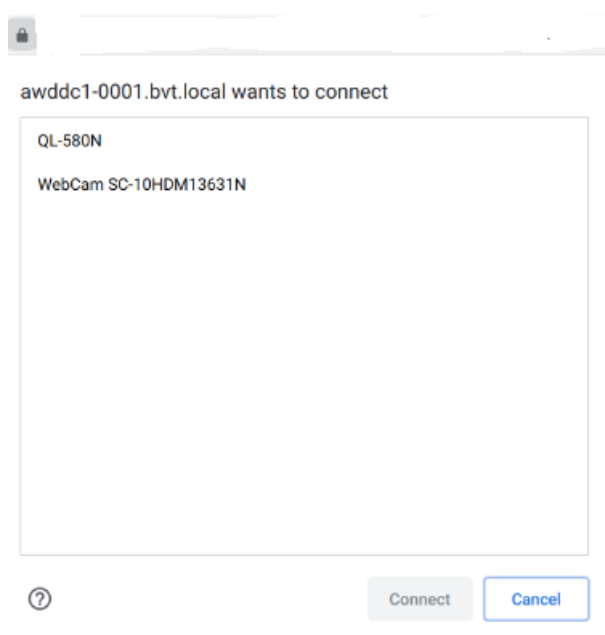 awddc1-0001.bvt.local wants to connect
QL-580N
WebCam SC-10HDM13631N
Connect
Cancel